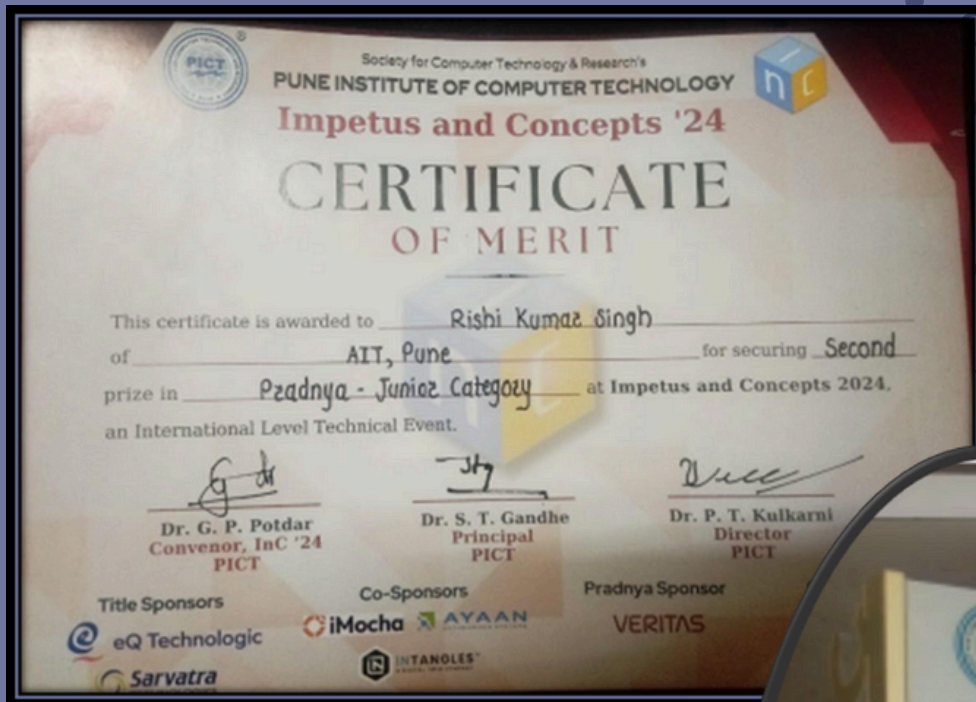 PICT
®
Society for Computer Technology & Research's
PUNE INSTITUTE OF COMPUTER TECHNOLOGY
Impetus and Concepts '24
CERTIFICATE
OF MERIT
This certificate is awarded to Rishi Kumar Singh
of AIT, Pune for securing Second
prize in Pradnya - Junior Category at Impetus and Concepts 2024,
an International Level Technical Event.
Dr. G. P. Potdar
Convenor, InC '24
PICT
Dr. S. T. Gandhe
Principal
PICT
Dr. P. T. Kulkarni
Director
PICT
Title Sponsors
eQ Technologic
Sarvatra
Co-Sponsors
iMocha AYAAN
INTANGLES
Pradnya Sponsor
VERITAS